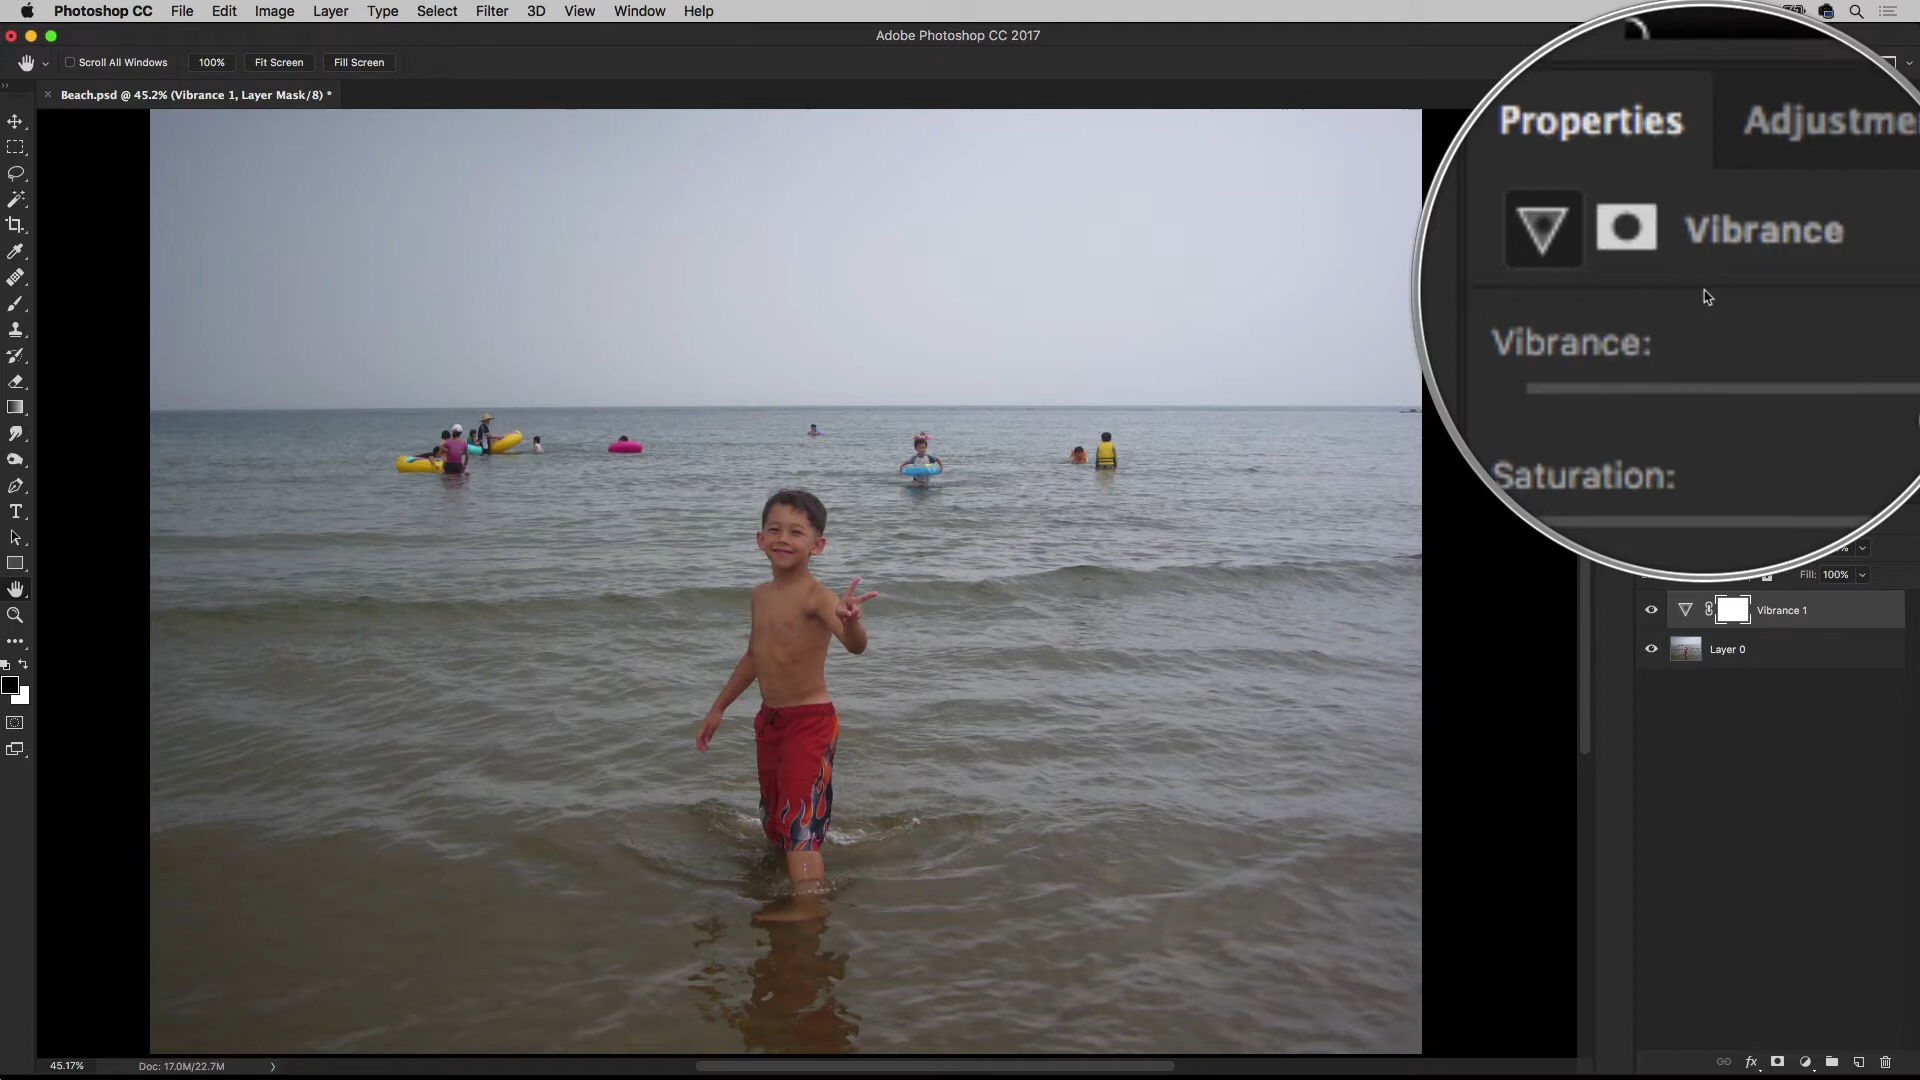 Photoshop CC File Edit Image Layer Type Select Filter 3D View Window Help
Adobe Photoshop CC 2017
Scroll All Windows 100% Fit Screen Fill Screen
Beach.psd @ 45.2% (Vibrance 1, Layer Mask/8) *
Properties
Vibrance
Vibrance:
Saturation:
Fill: 100%
Vibrance 1
Layer 0
45.17% Doc: 17.0M/22.7M
fx